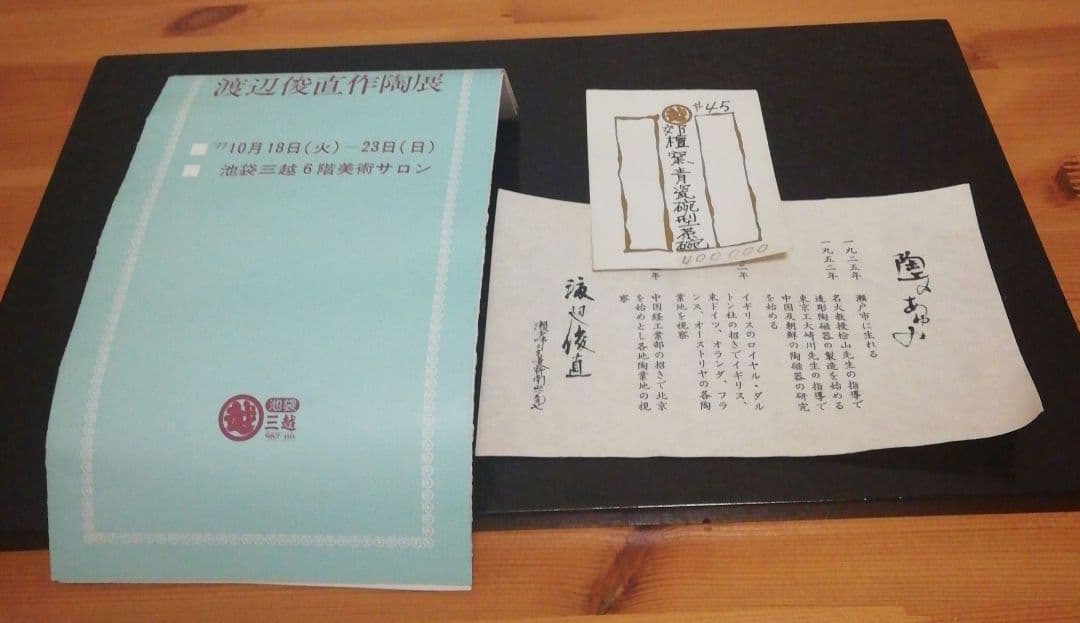 渡辺俊直作陶展
'77 10月18日(火)—23日(日)
池袋三越6階美術サロン
越
池袋
三越
987-1111
越
#45
郊壇窯青瓷碗型茶碗
400,000
陶工のあゆみ
一九二五年 瀬戸市に生れる
一九五二年 名大教授桧山先生の指導で
透彫陶磁器の製造を始める
東京工大崎川先生の指導で
中国及朝鮮の陶磁器の研究
を始める
イギリスのロイヤル・ダル
トン社の招きでイギリス、
東ドイツ、オランダ、フラ
ンス、オーストリヤの各陶
業地を視察
年 中国経工業部の招きで北京
を始めとし各地陶業地の視
察
渡辺俊直